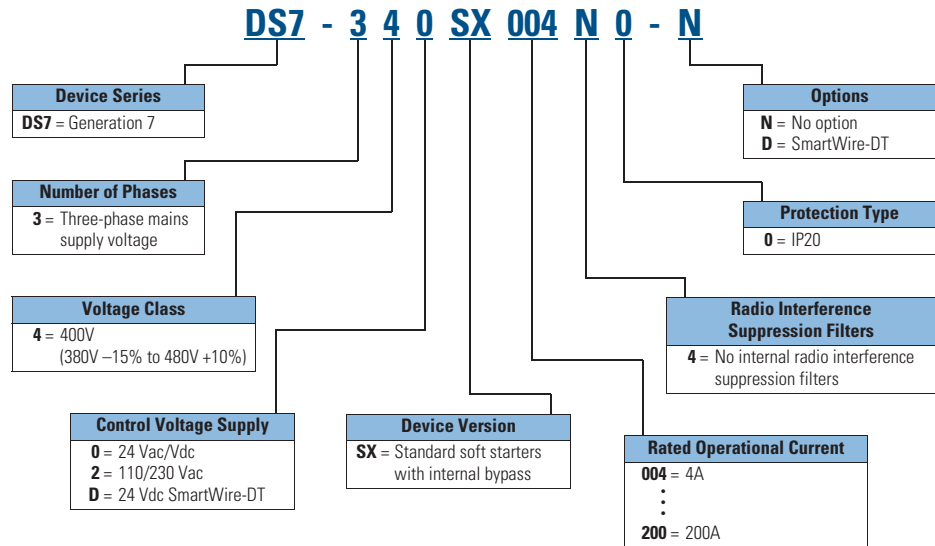 DS7 - 3 4 0 SX 004 N 0 - N
Device Series
DS7 = Generation 7
Number of Phases
3 = Three-phase mains
supply voltage
Voltage Class
4 = 400V
(380V –15% to 480V +10%)
Control Voltage Supply
0 = 24 Vac/Vdc
2 = 110/230 Vac
D = 24 Vdc SmartWire-DT
Device Version
SX = Standard soft starters
with internal bypass
Options
N = No option
D = SmartWire-DT
Protection Type
0 = IP20
Radio Interference
Suppression Filters
4 = No internal radio interference
suppression filters
Rated Operational Current
004 = 4A
•
•
•
200 = 200A